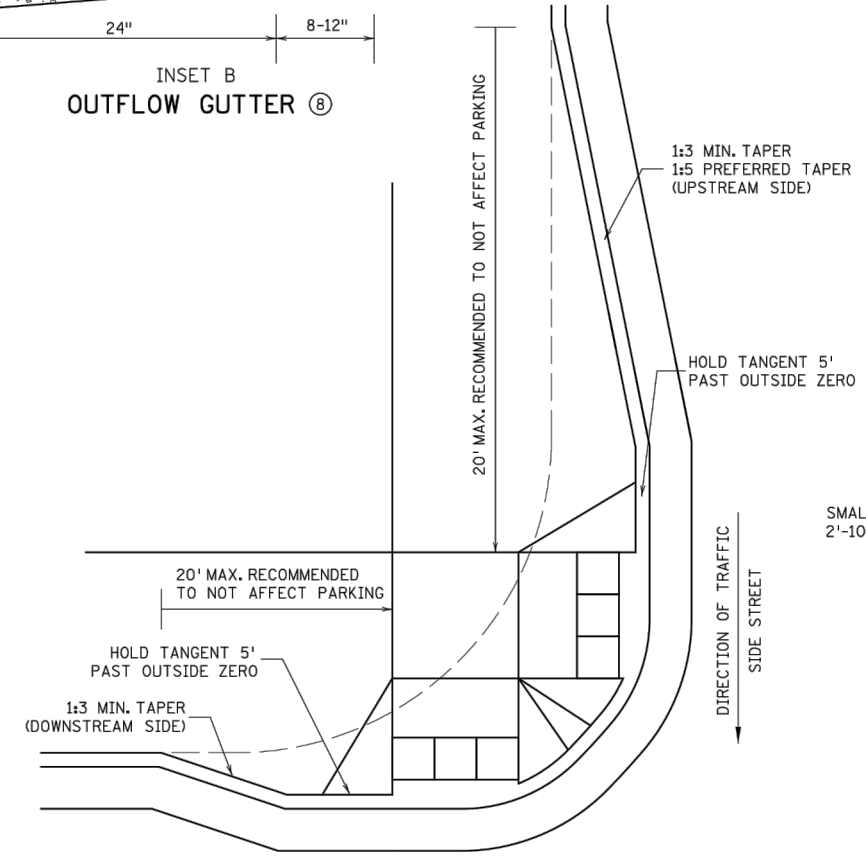 24"
8-12"
INSET B
OUTFLOW GUTTER ⑧
20' MAX. RECOMMENDED TO NOT AFFECT PARKING
1:3 MIN. TAPER
1:5 PREFERRED TAPER
(UPSTREAM SIDE)
HOLD TANGENT 5'
PAST OUTSIDE ZERO
SMAL
2'-10
DIRECTION OF TRAFFIC
SIDE STREET
20' MAX. RECOMMENDED
TO NOT AFFECT PARKING
HOLD TANGENT 5'
PAST OUTSIDE ZERO
1:3 MIN. TAPER
(DOWNSTREAM SIDE)